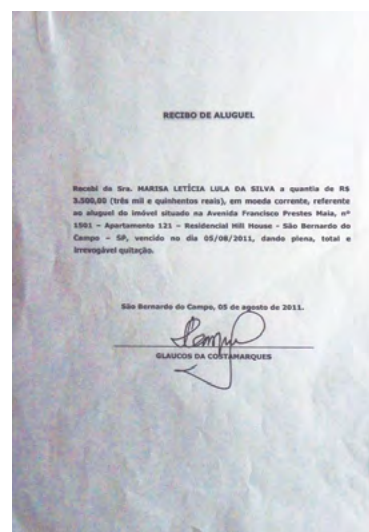 RECIBO DE ALUGUEL
Recebi da Sra. MARISA LETÍCIA LULA DA SILVA a quantia de R$
3.500,00 (três mil e quinhentos reais), em moeda corrente, referente
ao aluguel do imóvel situado na Avenida Francisco Prestes Maia, nº
1501 – Apartamento 121 – Residencial Hill House - São Bernardo do
Campo – SP, vencido no dia 05/08/2011, dando plena, total e
irrevogável quitação.
São Bernardo do Campo, 05 de agosto de 2011.
GLAUCOS DA COSTAMARQUES